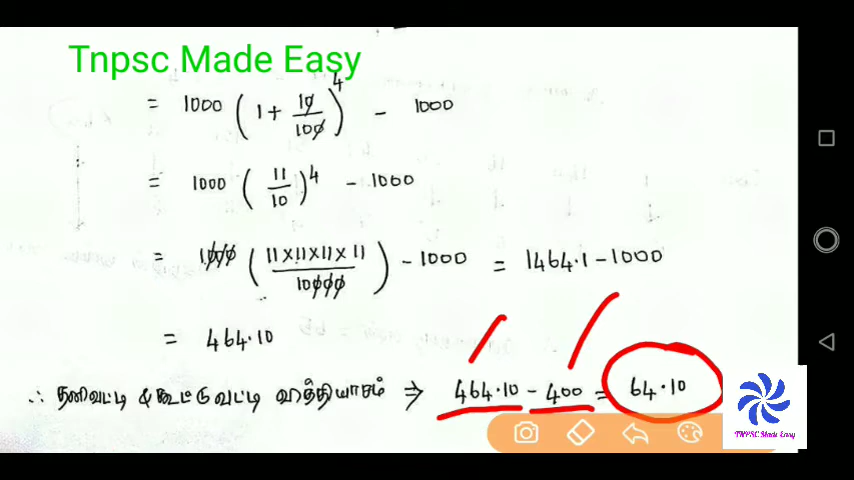 Tnpsc Made Easy
= 1000 ( 1 + 10/100 )^4 - 1000
= 1000 ( 11/10 )^4 - 1000
= 1000 ( 11 x 11 x 11 x 11 / 10000 ) - 1000 = 1464.1 - 1000
= 464.10
∴ தனிவட்டி & கூட்டுவட்டி வித்தியாசம் ⇒ 464.10 - 400 = 64.10
TNPSC Made Easy